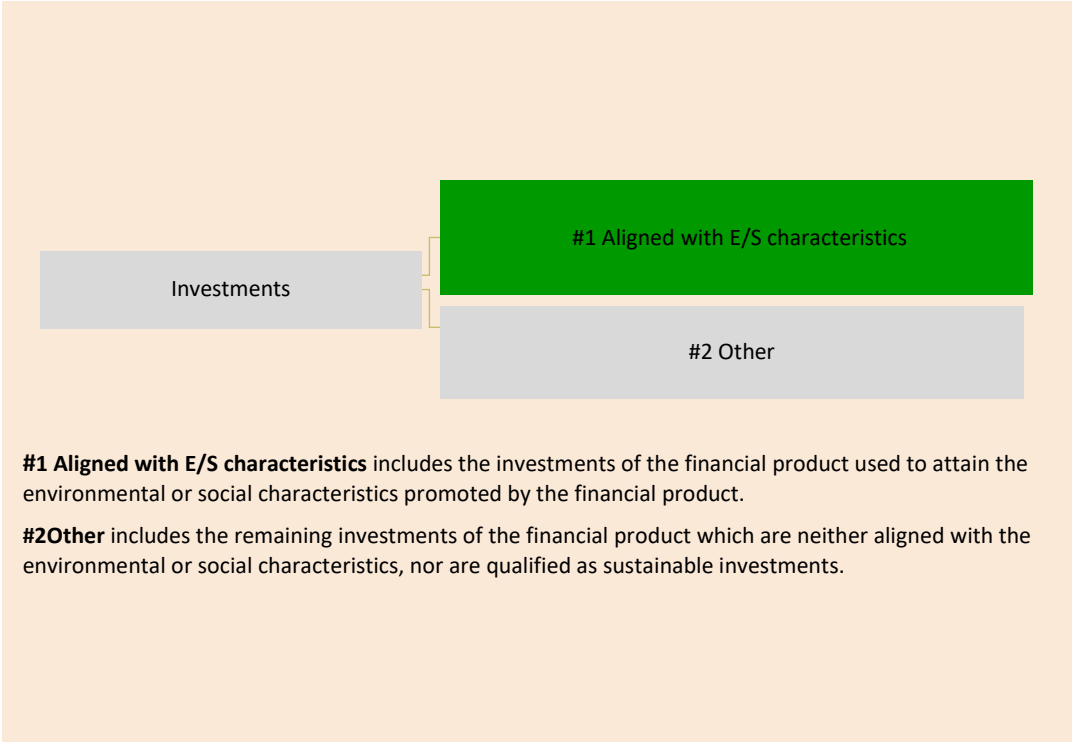 #1 Aligned with E/S characteristics
Investments
#2 Other
#1 Aligned with E/S characteristics includes the investments of the financial product used to attain the
environmental or social characteristics promoted by the financial product.
#2Other includes the remaining investments of the financial product which are neither aligned with the
environmental or social characteristics, nor are qualified as sustainable investments.